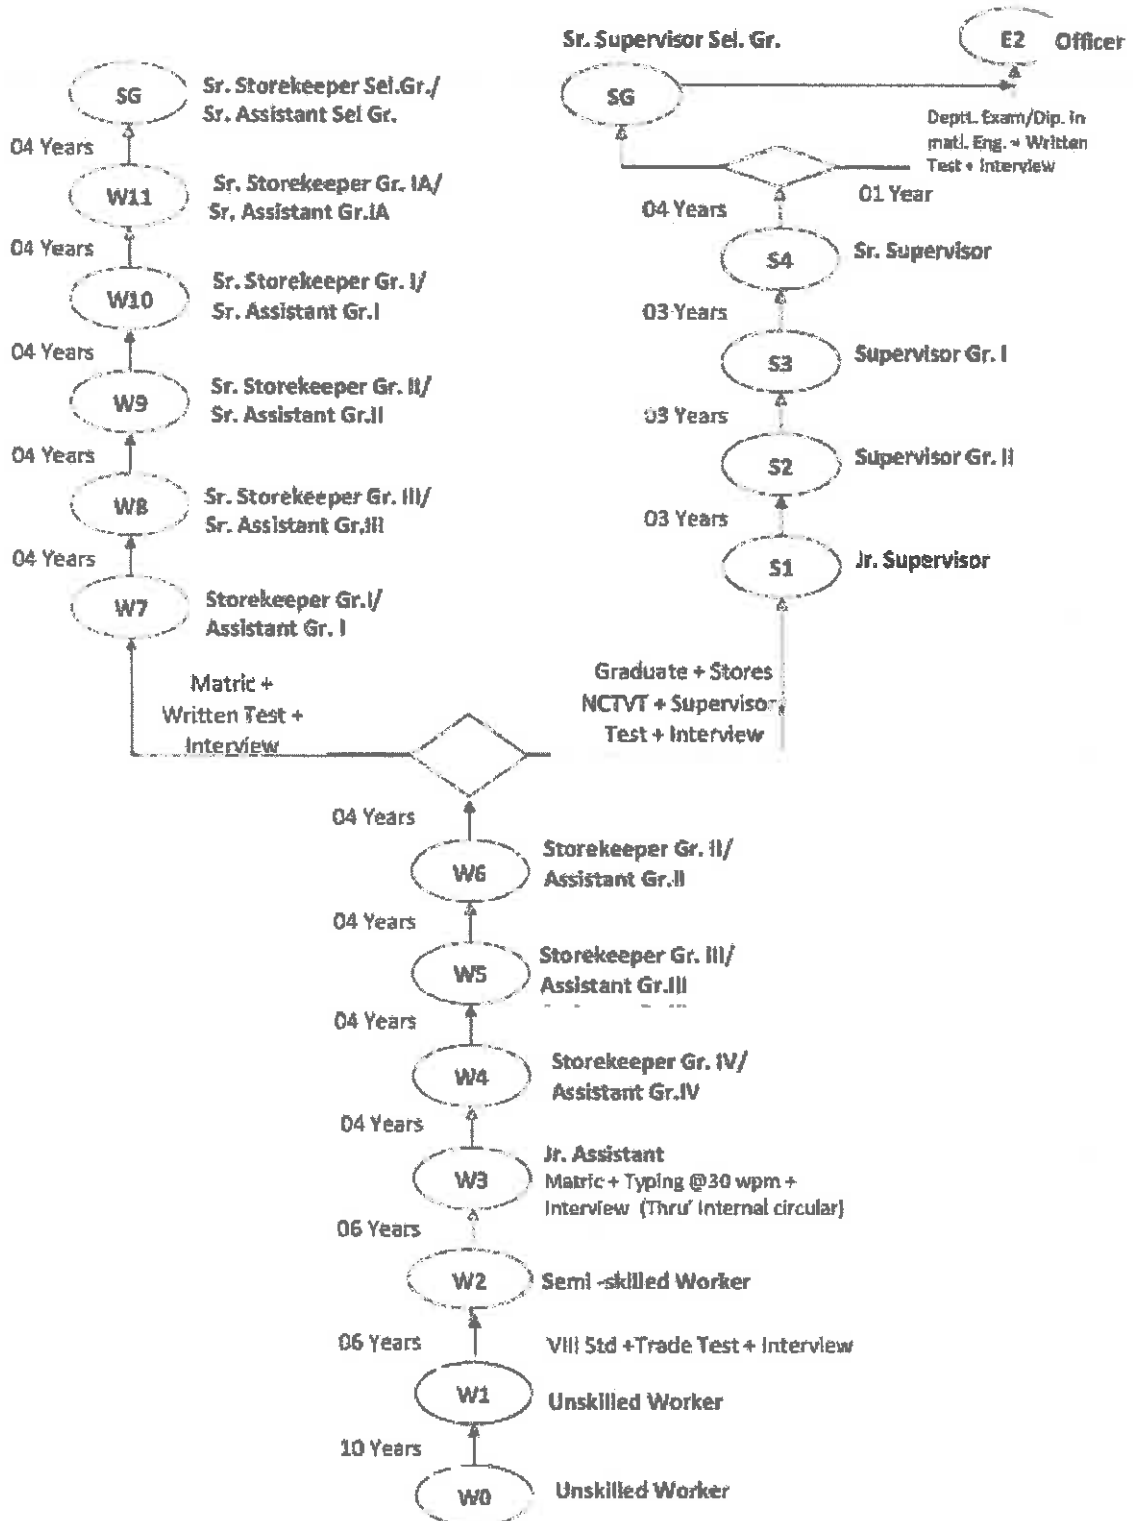 Sr. Supervisor Sel. Gr.
E2
Officer
SG
Sr. Storekeeper Sel.Gr./
Sr. Assistant Sel Gr.
SG
Deptl. Exam/Dip. in
matl. Eng. + Written
Test + Interview
04 Years
01 Year
W11
Sr. Storekeeper Gr. IA/
Sr. Assistant Gr.IA
04 Years
04 Years
S4
Sr. Supervisor
W10
Sr. Storekeeper Gr. I/
Sr. Assistant Gr.I
03 Years
04 Years
S3
Supervisor Gr. I
W9
Sr. Storekeeper Gr. II/
Sr. Assistant Gr.II
03 Years
04 Years
S2
Supervisor Gr. II
W8
Sr. Storekeeper Gr. III/
Sr. Assistant Gr.III
03 Years
04 Years
S1
Jr. Supervisor
W7
Storekeeper Gr.I/
Assistant Gr. I
Matric +
Written Test +
Interview
Graduate + Stores
NCTVT + Supervisor
Test + Interview
04 Years
W6
Storekeeper Gr. II/
Assistant Gr.II
04 Years
W5
Storekeeper Gr. III/
Assistant Gr.III
04 Years
W4
Storekeeper Gr. IV/
Assistant Gr.IV
04 Years
W3
Jr. Assistant
Matric + Typing @30 wpm +
Interview (Thru' Internal circular)
06 Years
W2
Semi -skilled Worker
06 Years
VIII Std +Trade Test + Interview
W1
Unskilled Worker
10 Years
W0
Unskilled Worker